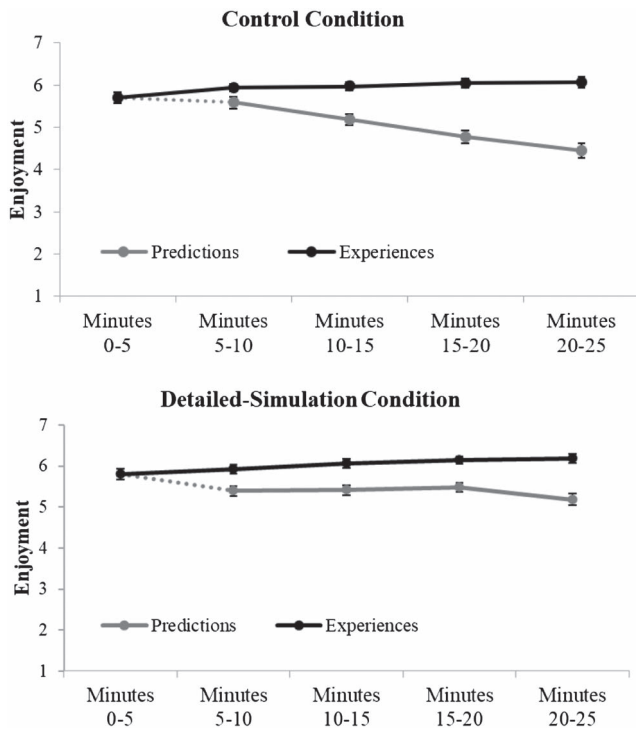 Control Condition
7
6
5
4
3
2
1
Enjoyment
Predictions
Experiences
Minutes
0-5
Minutes
5-10
Minutes
10-15
Minutes
15-20
Minutes
20-25
Detailed-Simulation Condition
7
6
5
4
3
2
1
Enjoyment
Predictions
Experiences
Minutes
0-5
Minutes
5-10
Minutes
10-15
Minutes
15-20
Minutes
20-25